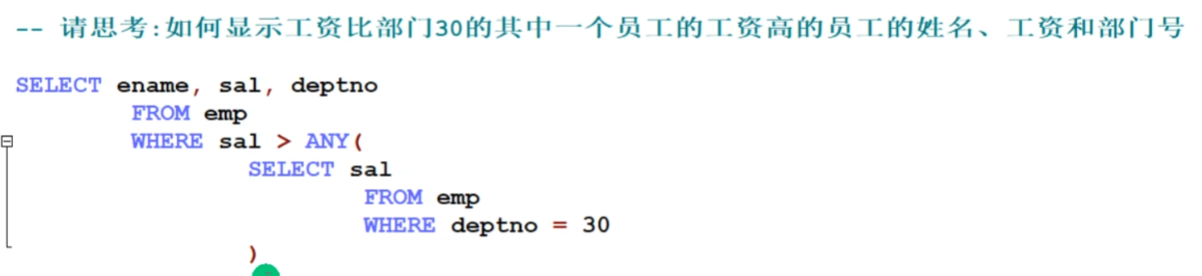 -- 请思考:如何显示工资比部门30的其中一个员工的工资高的员工的姓名、工资和部门号
SELECT ename, sal, deptno
FROM emp
WHERE sal > ANY(
SELECT sal
FROM emp
WHERE deptno = 30
)